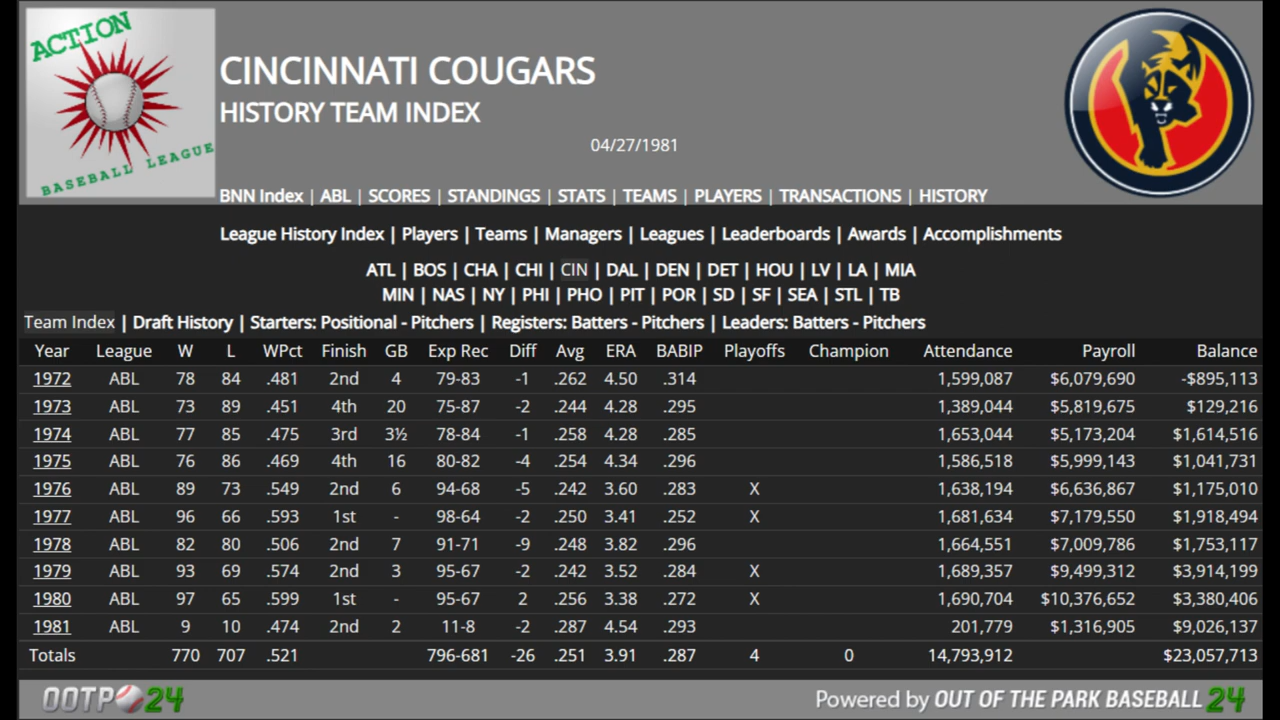 ACTION
BASEBALL LEAGUE
CINCINNATI COUGARS
HISTORY TEAM INDEX
04/27/1981
BNN Index | ABL | SCORES | STANDINGS | STATS | TEAMS | PLAYERS | TRANSACTIONS | HISTORY
League History Index | Players | Teams | Managers | Leagues | Leaderboards | Awards | Accomplishments
ATL | BOS | CHA | CHI | CIN | DAL | DEN | DET | HOU | LV | LA | MIA
MIN | NAS | NY | PHI | PHO | PIT | POR | SD | SF | SEA | STL | TB
Team Index | Draft History | Starters: Positional - Pitchers | Registers: Batters - Pitchers | Leaders: Batters - Pitchers
Year League W L WPct Finish GB Exp Rec Diff Avg ERA BABIP Playoffs Champion Attendance Payroll Balance
1972 ABL 78 84 .481 2nd 4 79-83 -1 .262 4.50 .314 1,599,087 $6,079,690 -$895,113
1973 ABL 73 89 .451 4th 20 75-87 -2 .244 4.28 .295 1,389,044 $5,819,675 $129,216
1974 ABL 77 85 .475 3rd 3½ 78-84 -1 .258 4.28 .285 1,653,044 $5,173,204 $1,614,516
1975 ABL 76 86 .469 4th 16 80-82 -4 .254 4.34 .296 1,586,518 $5,999,143 $1,041,731
1976 ABL 89 73 .549 2nd 6 94-68 -5 .242 3.60 .283 X 1,638,194 $6,636,867 $1,175,010
1977 ABL 96 66 .593 1st - 98-64 -2 .250 3.41 .252 X 1,681,634 $7,179,550 $1,918,494
1978 ABL 82 80 .506 2nd 7 91-71 -9 .248 3.82 .296 1,664,551 $7,009,786 $1,753,117
1979 ABL 93 69 .574 2nd 3 95-67 -2 .242 3.52 .284 X 1,689,357 $9,499,312 $3,914,199
1980 ABL 97 65 .599 1st - 95-67 2 .256 3.38 .272 X 1,690,704 $10,376,652 $3,380,406
1981 ABL 9 10 .474 2nd 2 11-8 -2 .287 4.54 .293 201,779 $1,316,905 $9,026,137
Totals 770 707 .521 796-681 -26 .251 3.91 .287 4 0 14,793,912 $23,057,713
OOTP 24
Powered by OUT OF THE PARK BASEBALL 24